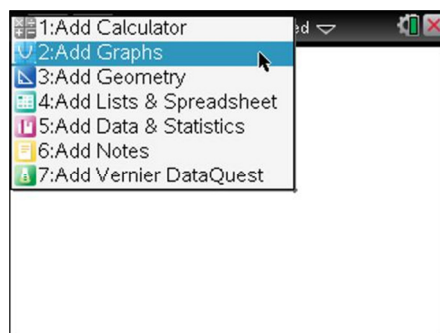 1:Add Calculator
2:Add Graphs
3:Add Geometry
4:Add Lists & Spreadsheet
5:Add Data & Statistics
6:Add Notes
7:Add Vernier DataQuest